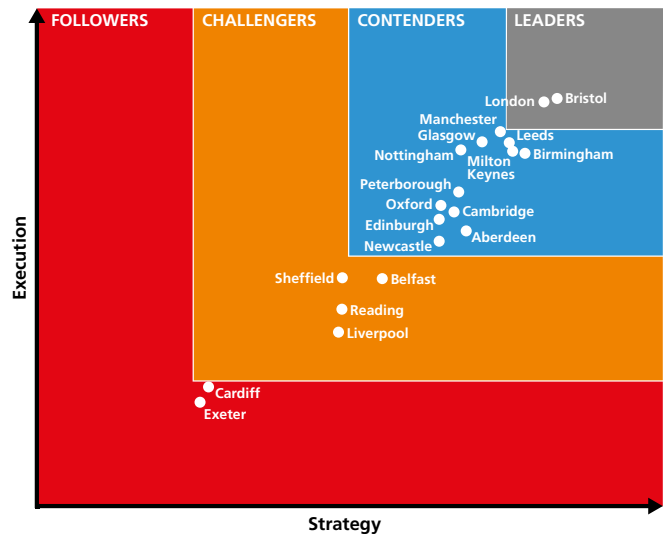 FOLLOWERS
CHALLENGERS
CONTENDERS
LEADERS
London
Bristol
Manchester
Glasgow
Leeds
Nottingham
Milton
Keynes
Birmingham
Peterborough
Oxford
Cambridge
Edinburgh
Aberdeen
Newcastle
Sheffield
Belfast
Reading
Liverpool
Cardiff
Exeter
Execution
Strategy